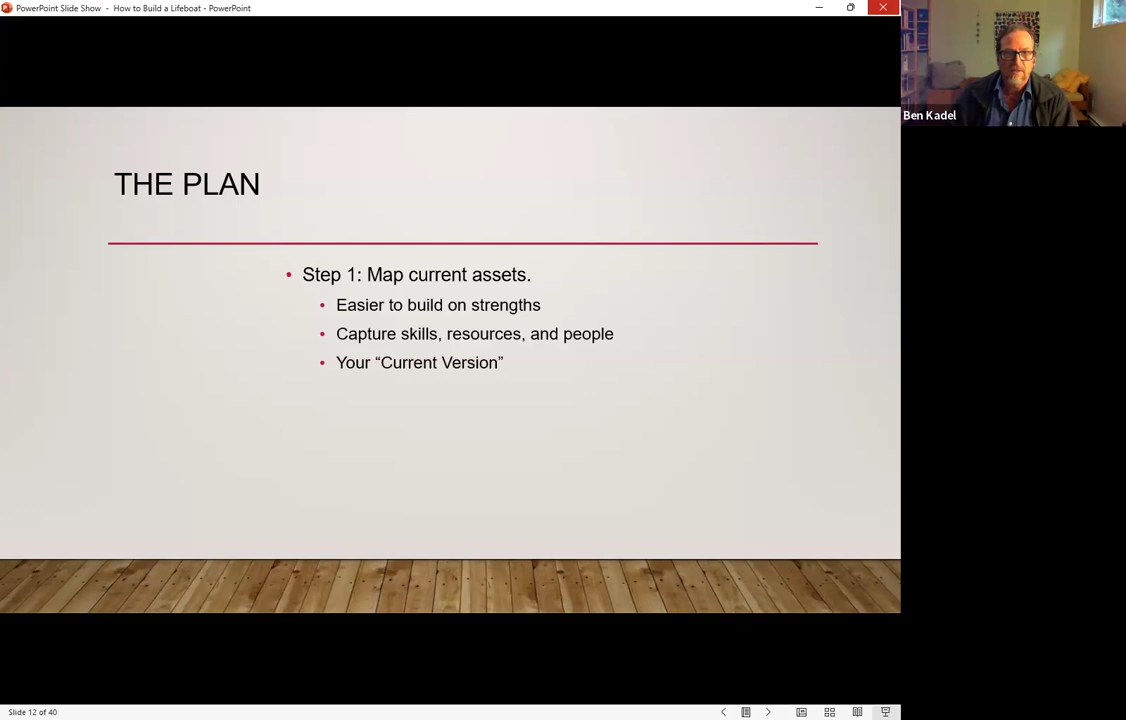 PowerPoint Slide Show - How to Build a Lifeboat - PowerPoint
Ben Kadel
THE PLAN
• Step 1: Map current assets.
• Easier to build on strengths
• Capture skills, resources, and people
• Your “Current Version”
Slide 12 of 40